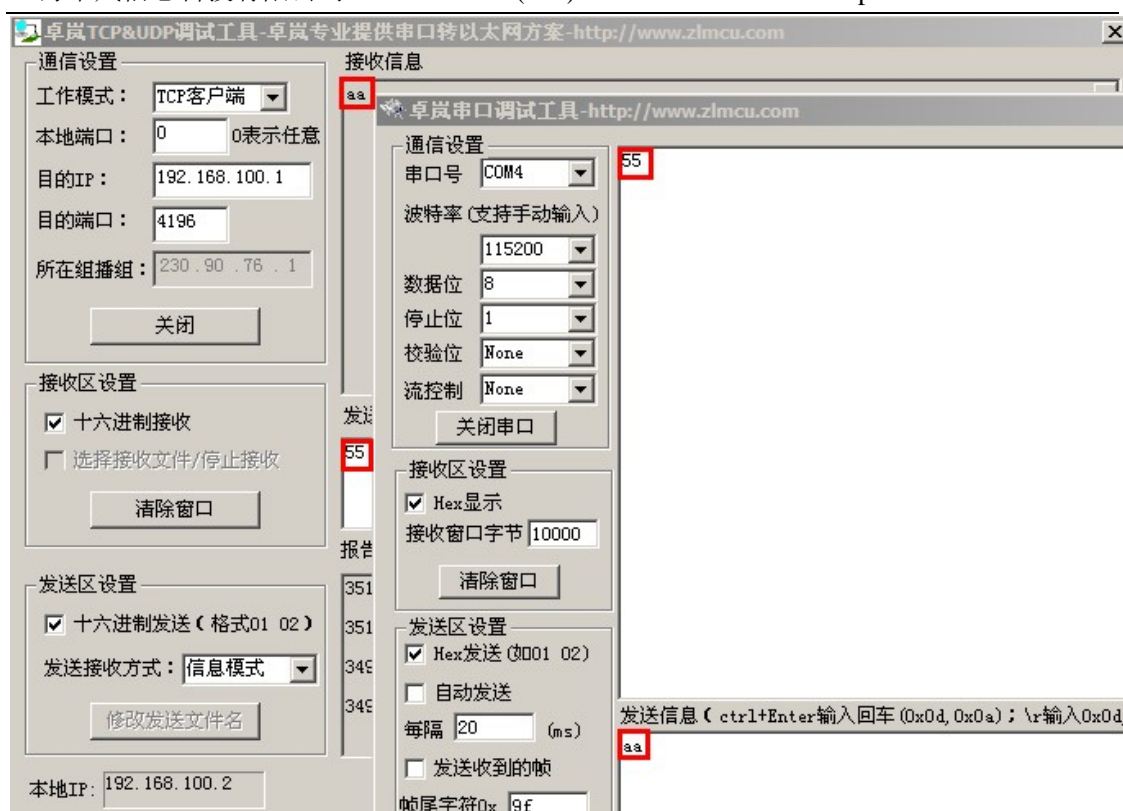 卓岚TCP&UDP调试工具-卓岚专业提供串口转以太网方案-http://www.zlmcu.com
通信设置
工作模式： TCP客户端
本地端口： 0 0表示任意
目的IP： 192.168.100.1
目的端口： 4196
所在组播组： 230 .90 .76 . 1
关闭
接收区设置
十六进制接收
选择接收文件/停止接收
清除窗口
发送区设置
十六进制发送（格式01 02）
发送接收方式： 信息模式
修改发送文件名
本地IP: 192.168.100.2
接收信息
aa
发送
55
报告
351
351
349
349
卓岚串口调试工具-http://www.zlmcu.com
通信设置
串口号 COM4
波特率(支持手动输入)
115200
数据位 8
停止位 1
校验位 None
流控制 None
关闭串口
接收区设置
Hex显示
接收窗口字节 10000
清除窗口
发送区设置
Hex发送(如01 02)
自动发送
每隔 20 (ms)
发送收到的帧
帧尾字符0x 9f
55
发送信息（ctrl+Enter输入回车(0x0d,0x0a)；\r输入0x0d,
aa